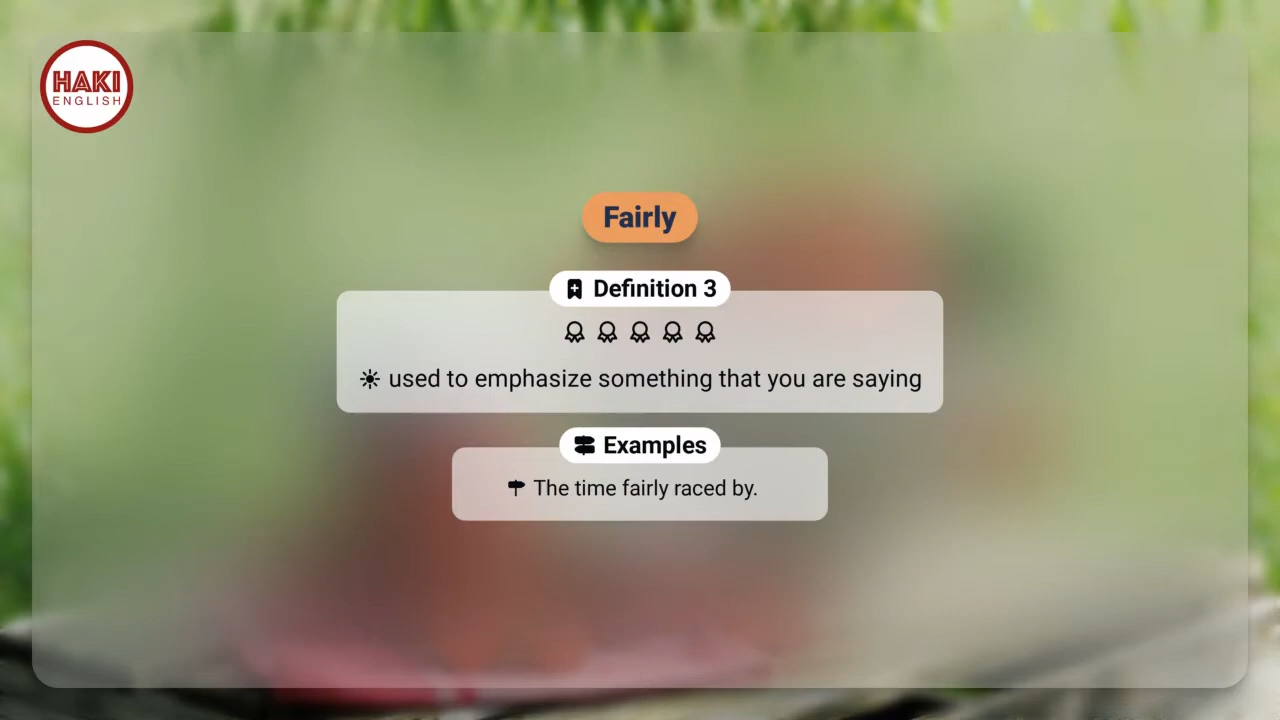 HAKI
ENGLISH
Fairly
Definition 3
used to emphasize something that you are saying
Examples
The time fairly raced by.